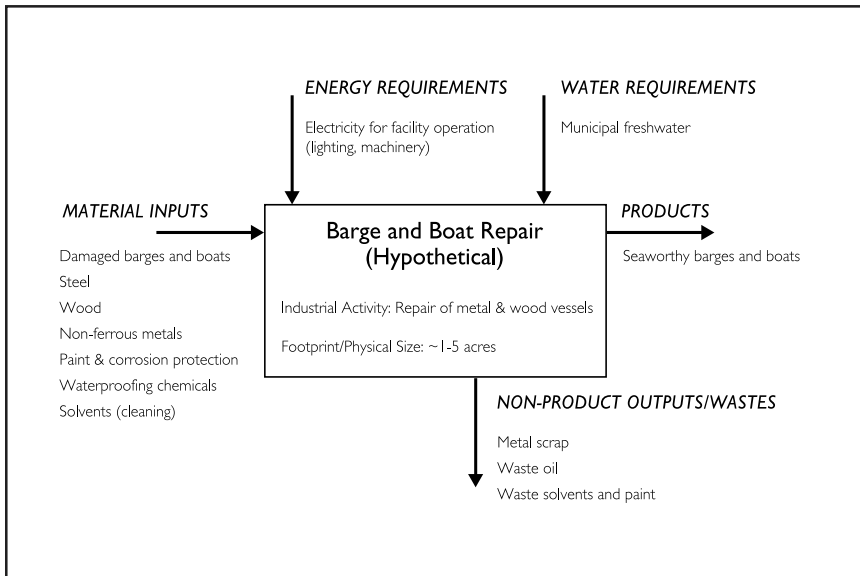 ENERGY REQUIREMENTS
Electricity for facility operation
(lighting, machinery)
WATER REQUIREMENTS
Municipal freshwater
MATERIAL INPUTS
Damaged barges and boats
Steel
Wood
Non-ferrous metals
Paint & corrosion protection
Waterproofing chemicals
Solvents (cleaning)
Barge and Boat Repair
(Hypothetical)
Industrial Activity: Repair of metal & wood vessels
Footprint/Physical Size: ~1-5 acres
PRODUCTS
Seaworthy barges and boats
NON-PRODUCT OUTPUTS/WASTES
Metal scrap
Waste oil
Waste solvents and paint